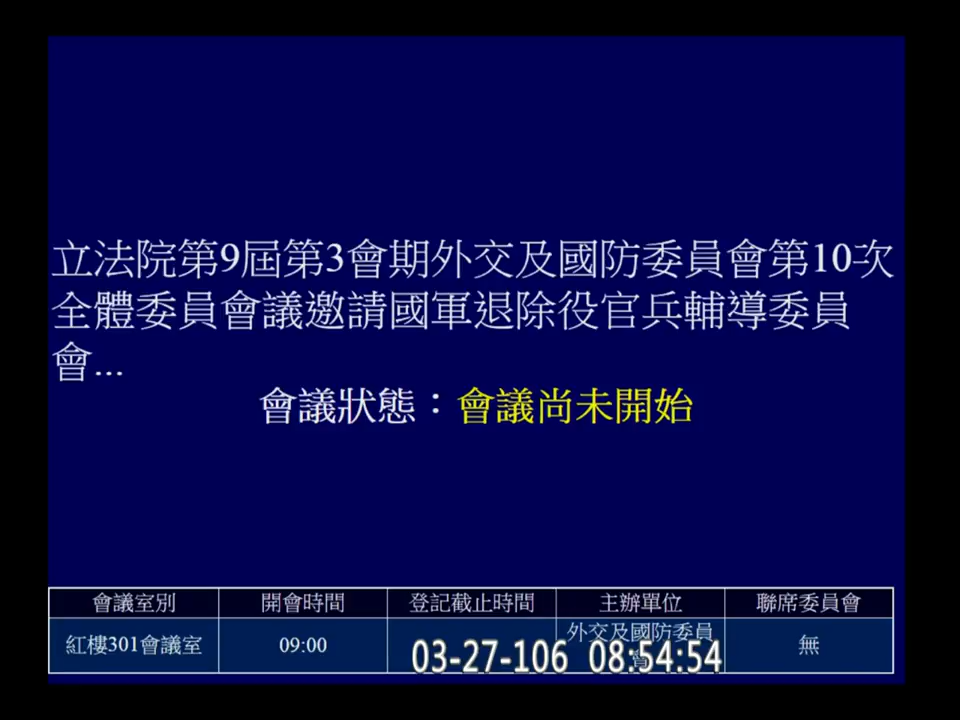 立法院第9屆第3會期外交及國防委員會第10次
全體委員會議邀請國軍退除役官兵輔導委員
會...
會議狀態：會議尚未開始
會議室別 開會時間 登記截止時間 主辦單位 聯席委員會
紅樓301會議室 09:00 外交及國防委員會 無
03-27-106 08:54:54